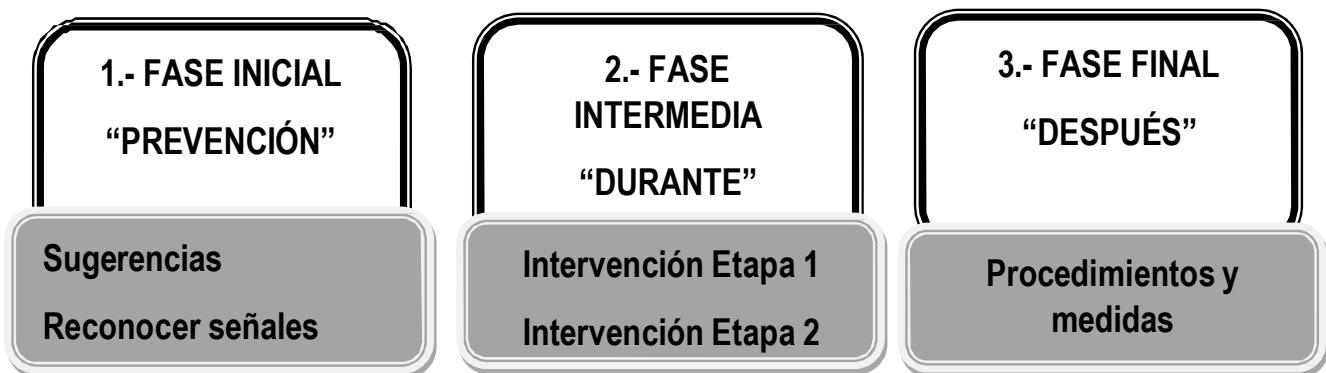 1.- FASE INICIAL
“PREVENCIÓN”
Sugerencias
Reconocer señales
2.- FASE
INTERMEDIA
“DURANTE”
Intervención Etapa 1
Intervención Etapa 2
3.- FASE FINAL
“DESPUÉS”
Procedimientos y
medidas